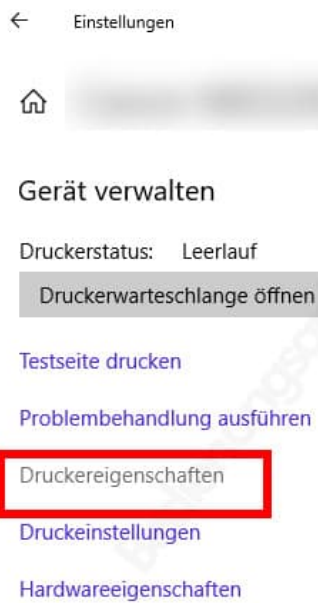 Einstellungen
Gerät verwalten
Druckerstatus: Leerlauf
Druckerwarteschlange öffnen
Testseite drucken
Problembehandlung ausführen
Druckereigenschaften
Druckeinstellungen
Hardwareeigenschaften